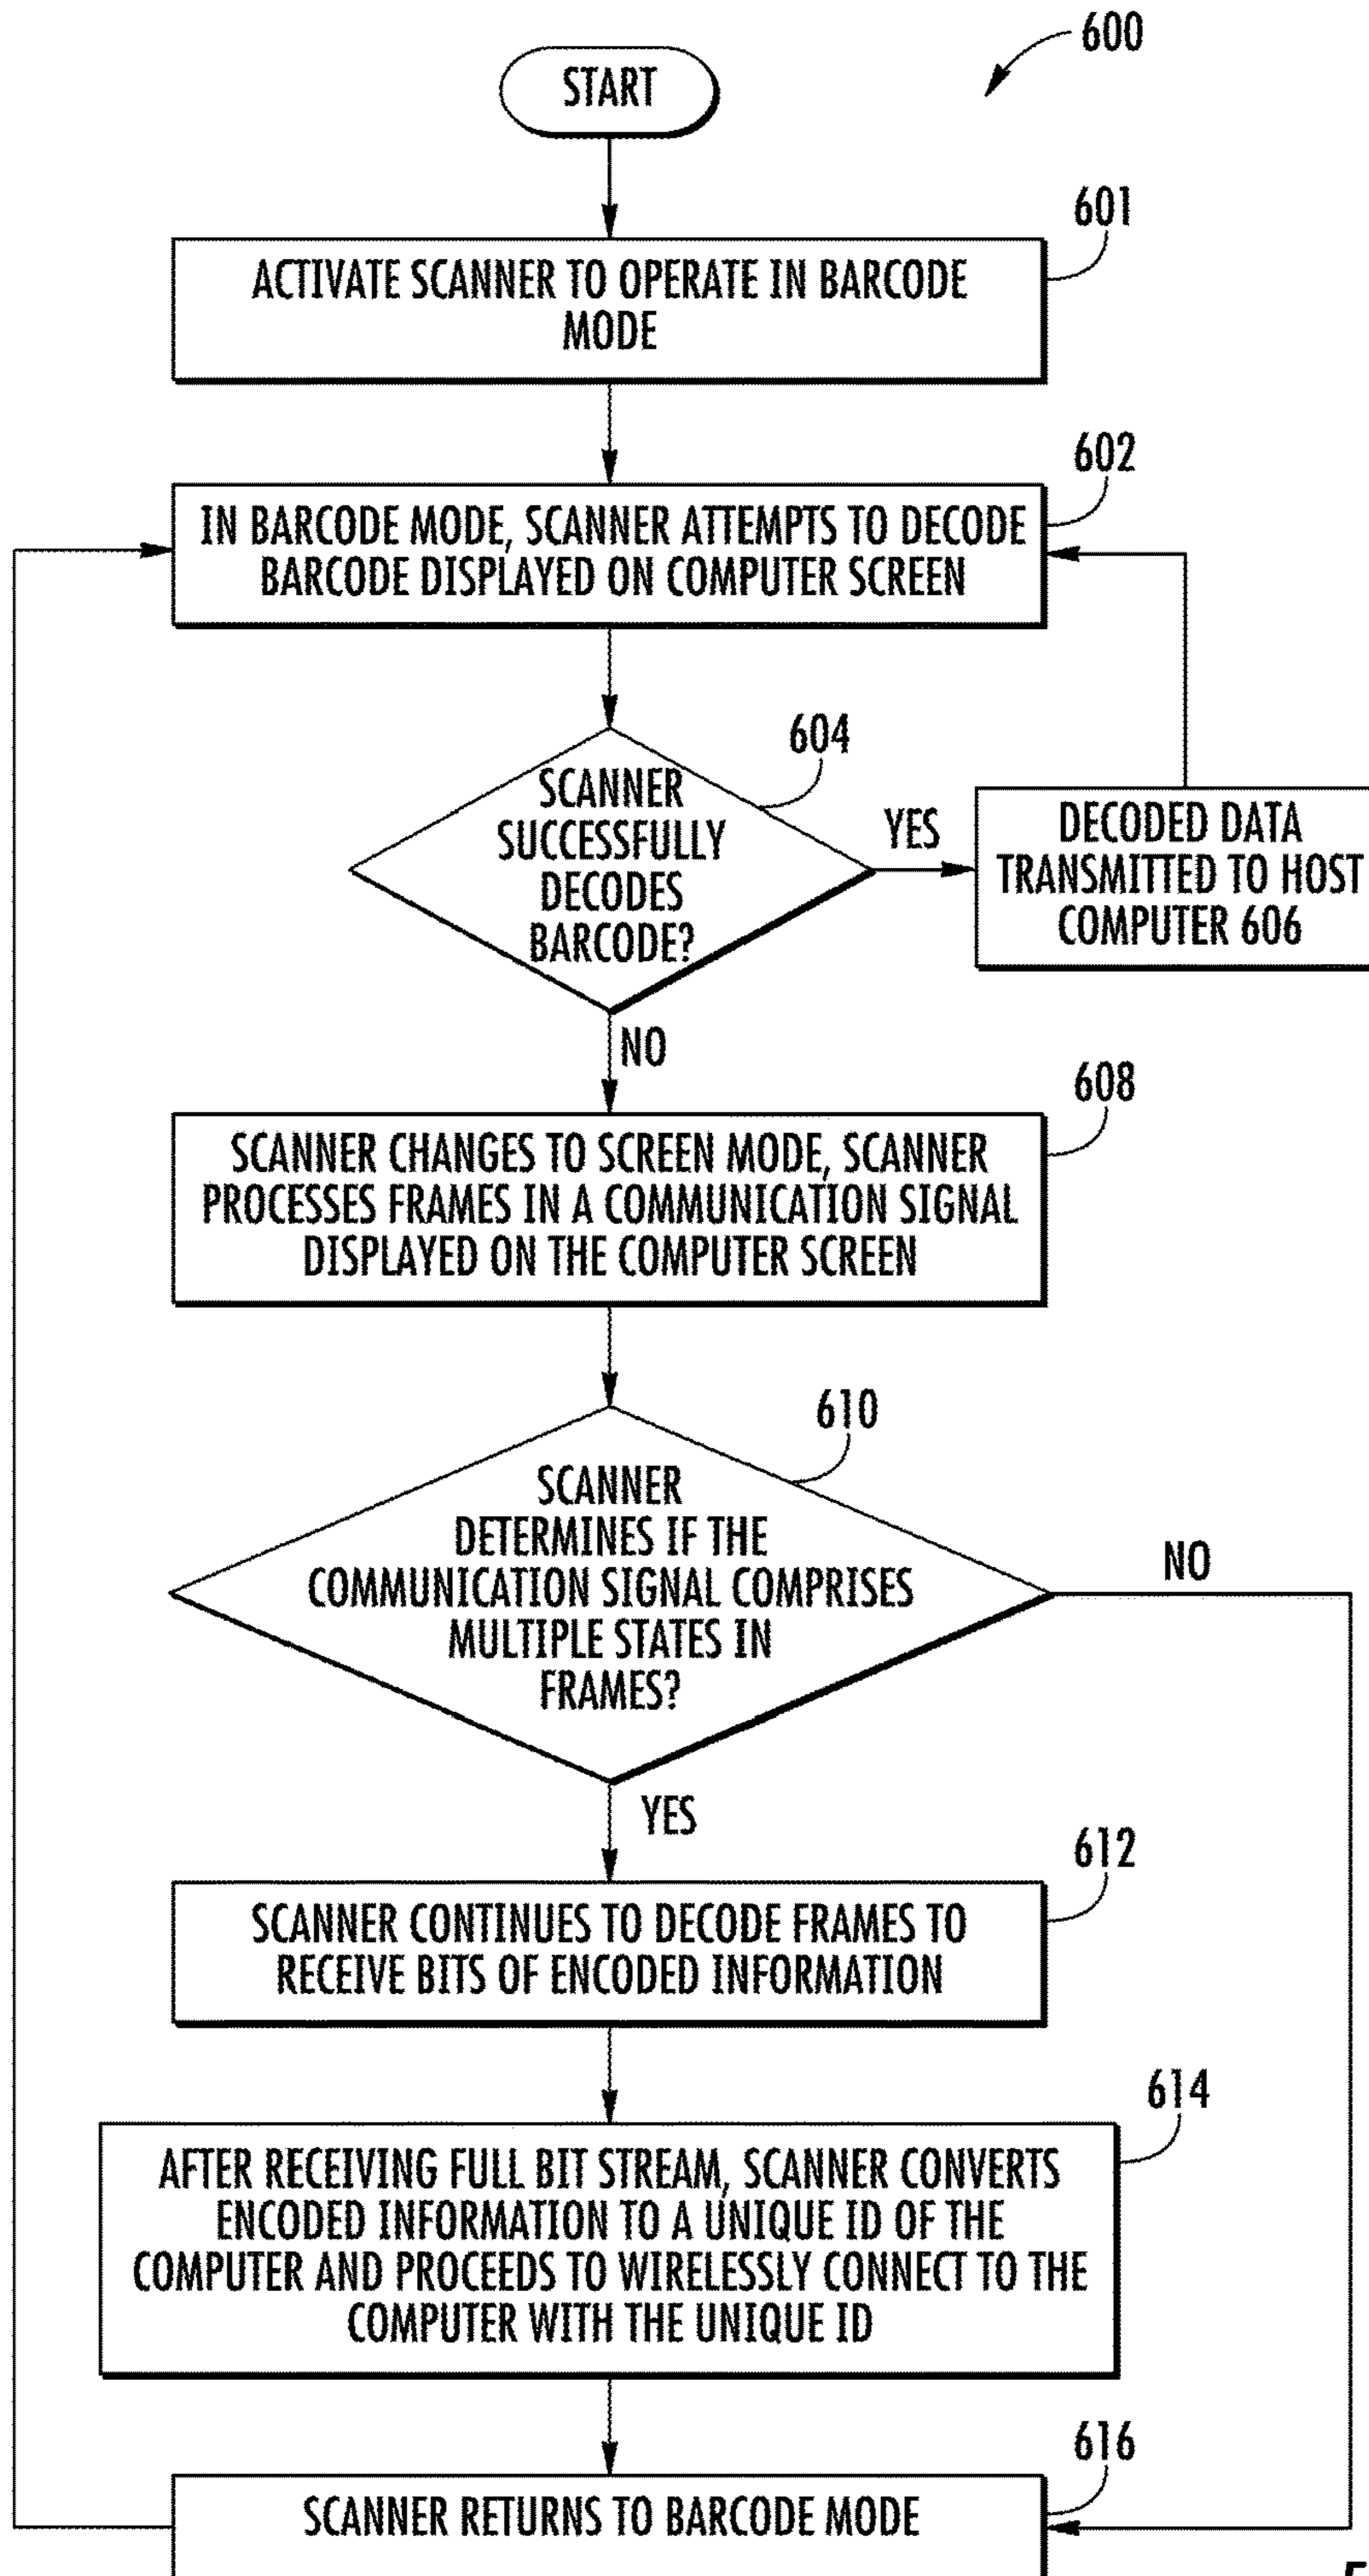 600
START
601
ACTIVATE SCANNER TO OPERATE IN BARCODE
MODE
602
IN BARCODE MODE, SCANNER ATTEMPTS TO DECODE
BARCODE DISPLAYED ON COMPUTER SCREEN
604
SCANNER
SUCCESSFULLY
DECODES
BARCODE?
YES
DECODED DATA
TRANSMITTED TO HOST
COMPUTER 606
NO
608
SCANNER CHANGES TO SCREEN MODE, SCANNER
PROCESSES FRAMES IN A COMMUNICATION SIGNAL
DISPLAYED ON THE COMPUTER SCREEN
610
SCANNER
DETERMINES IF THE
COMMUNICATION SIGNAL COMPRISES
MULTIPLE STATES IN
FRAMES?
NO
YES
612
SCANNER CONTINUES TO DECODE FRAMES TO
RECEIVE BITS OF ENCODED INFORMATION
614
AFTER RECEIVING FULL BIT STREAM, SCANNER CONVERTS
ENCODED INFORMATION TO A UNIQUE ID OF THE
COMPUTER AND PROCEEDS TO WIRELESSLY CONNECT TO THE
COMPUTER WITH THE UNIQUE ID
616
SCANNER RETURNS TO BARCODE MODE